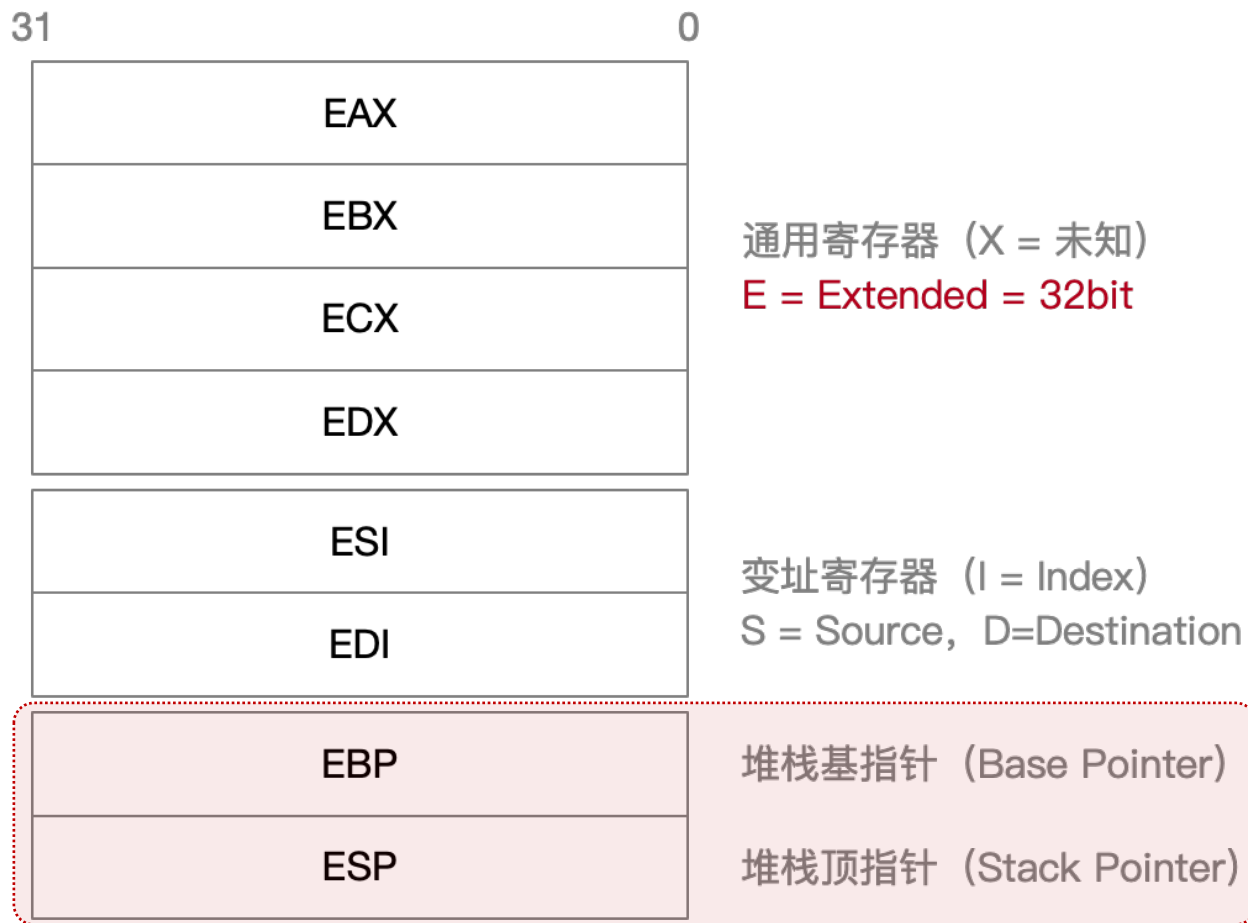 31 0
EAX
EBX
通用寄存器（X = 未知）
E = Extended = 32bit
ECX
EDX
ESI
变址寄存器（I = Index）
S = Source，D=Destination
EDI
EBP 堆栈基指针（Base Pointer）
ESP 堆栈顶指针（Stack Pointer）